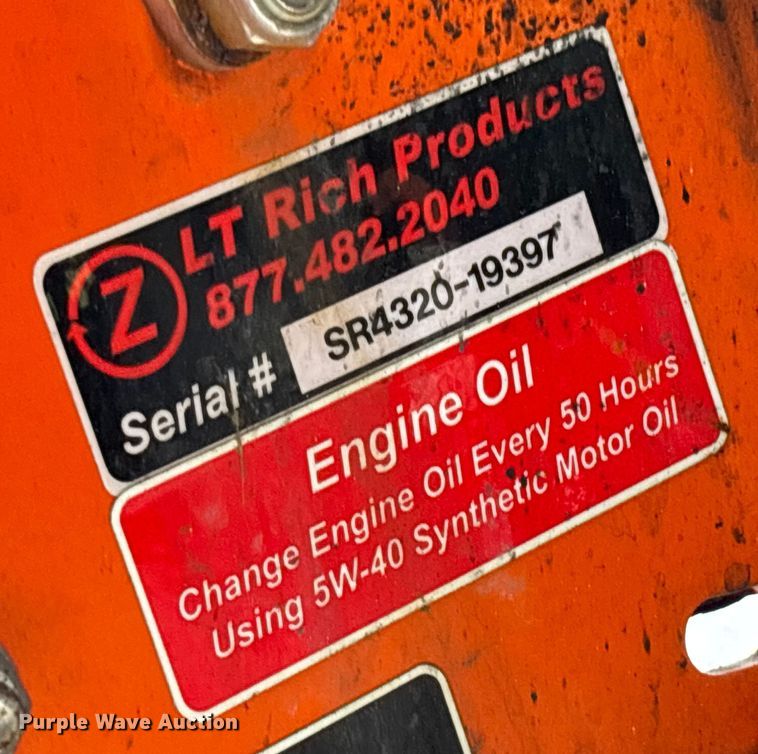 Z
LT Rich Products
877.482.2040
Serial # SR4320-19397
Engine Oil
Change Engine Oil Every 50 Hours
Using 5W-40 Synthetic Motor Oil
Purple Wave Auction